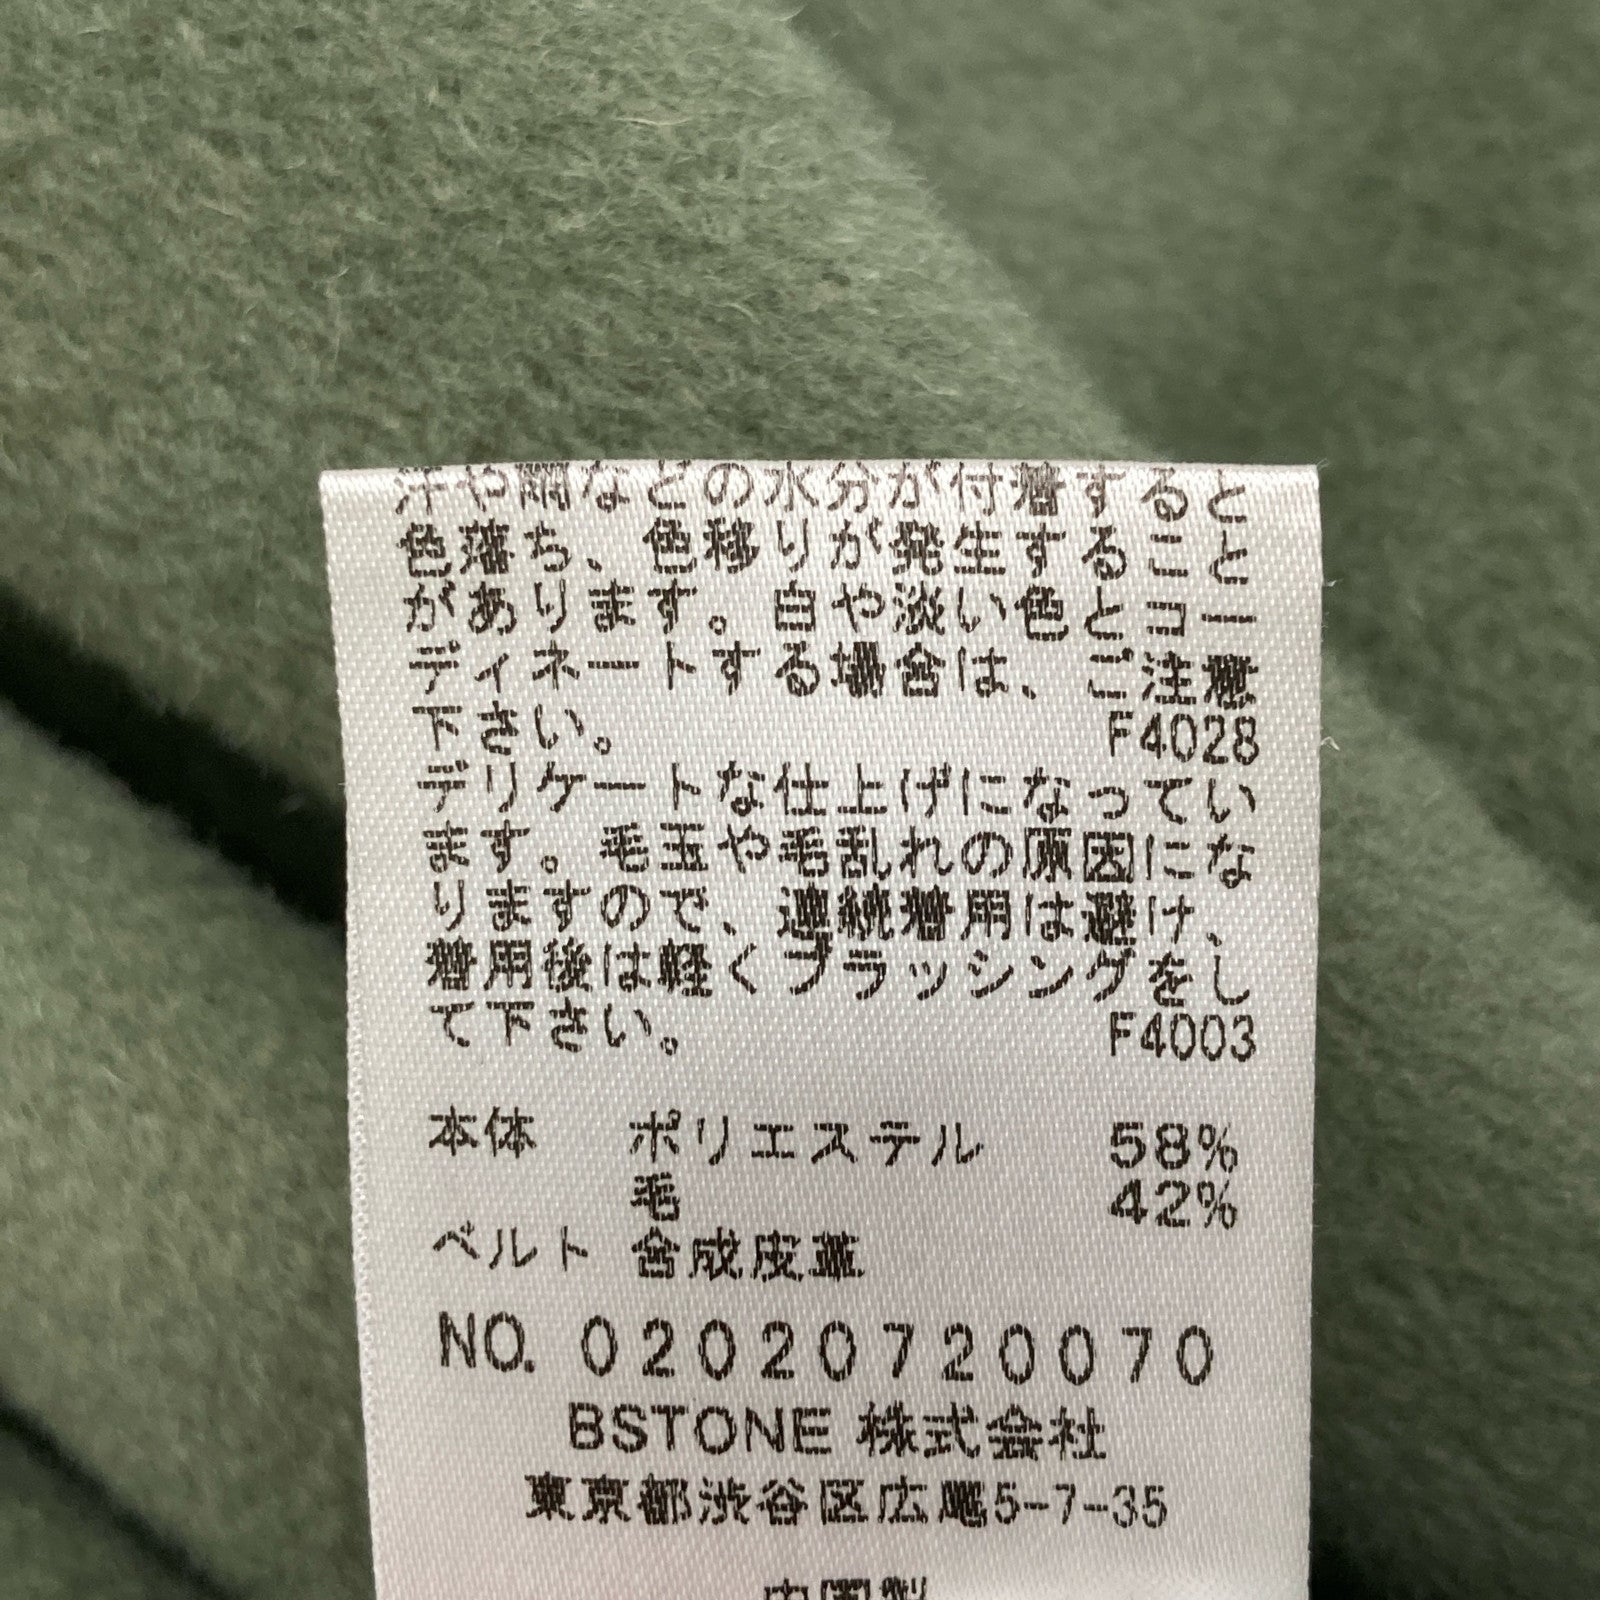 汗や雨などの水分が付着すると
色落ち、色移りが発生すること
があります。白や淡い色とコー
ディネートする場合は、ご注意
下さい。 F4028
デリケートな仕上げになってい
ます。毛玉や毛乱れの原因にな
りますので、連続着用は避け、
着用後は軽くブラッシングをし
て下さい。 F4003
本体 ポリエステル 58%
毛 42%
ベルト 合成皮革
NO. 02020720070
BSTONE 株式会社
東京都渋谷区広尾5-7-35
中国製